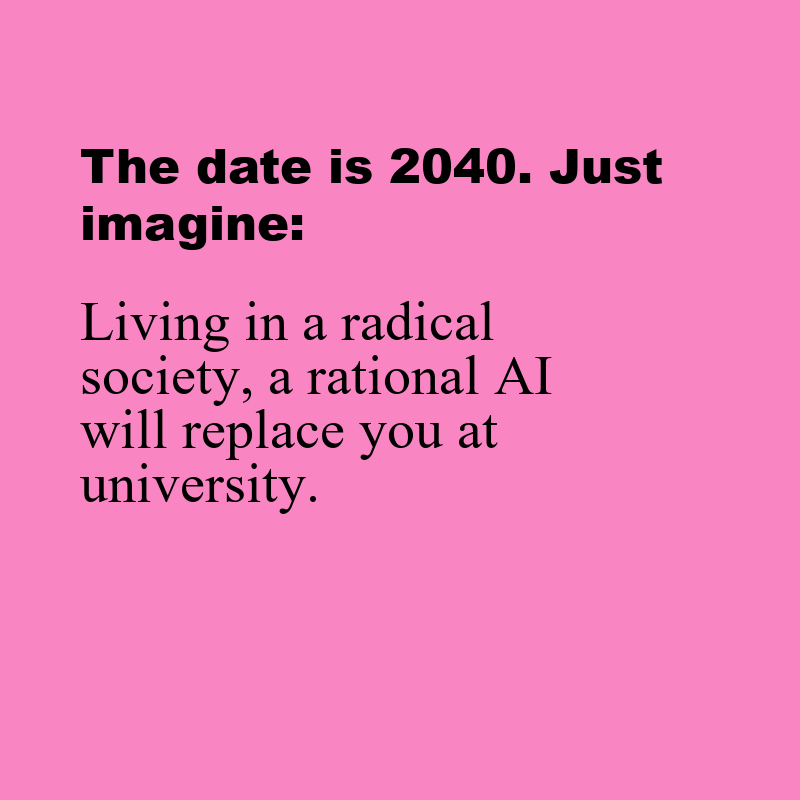 The date is 2040. Just
imagine:
Living in a radical
society, a rational AI
will replace you at
university.